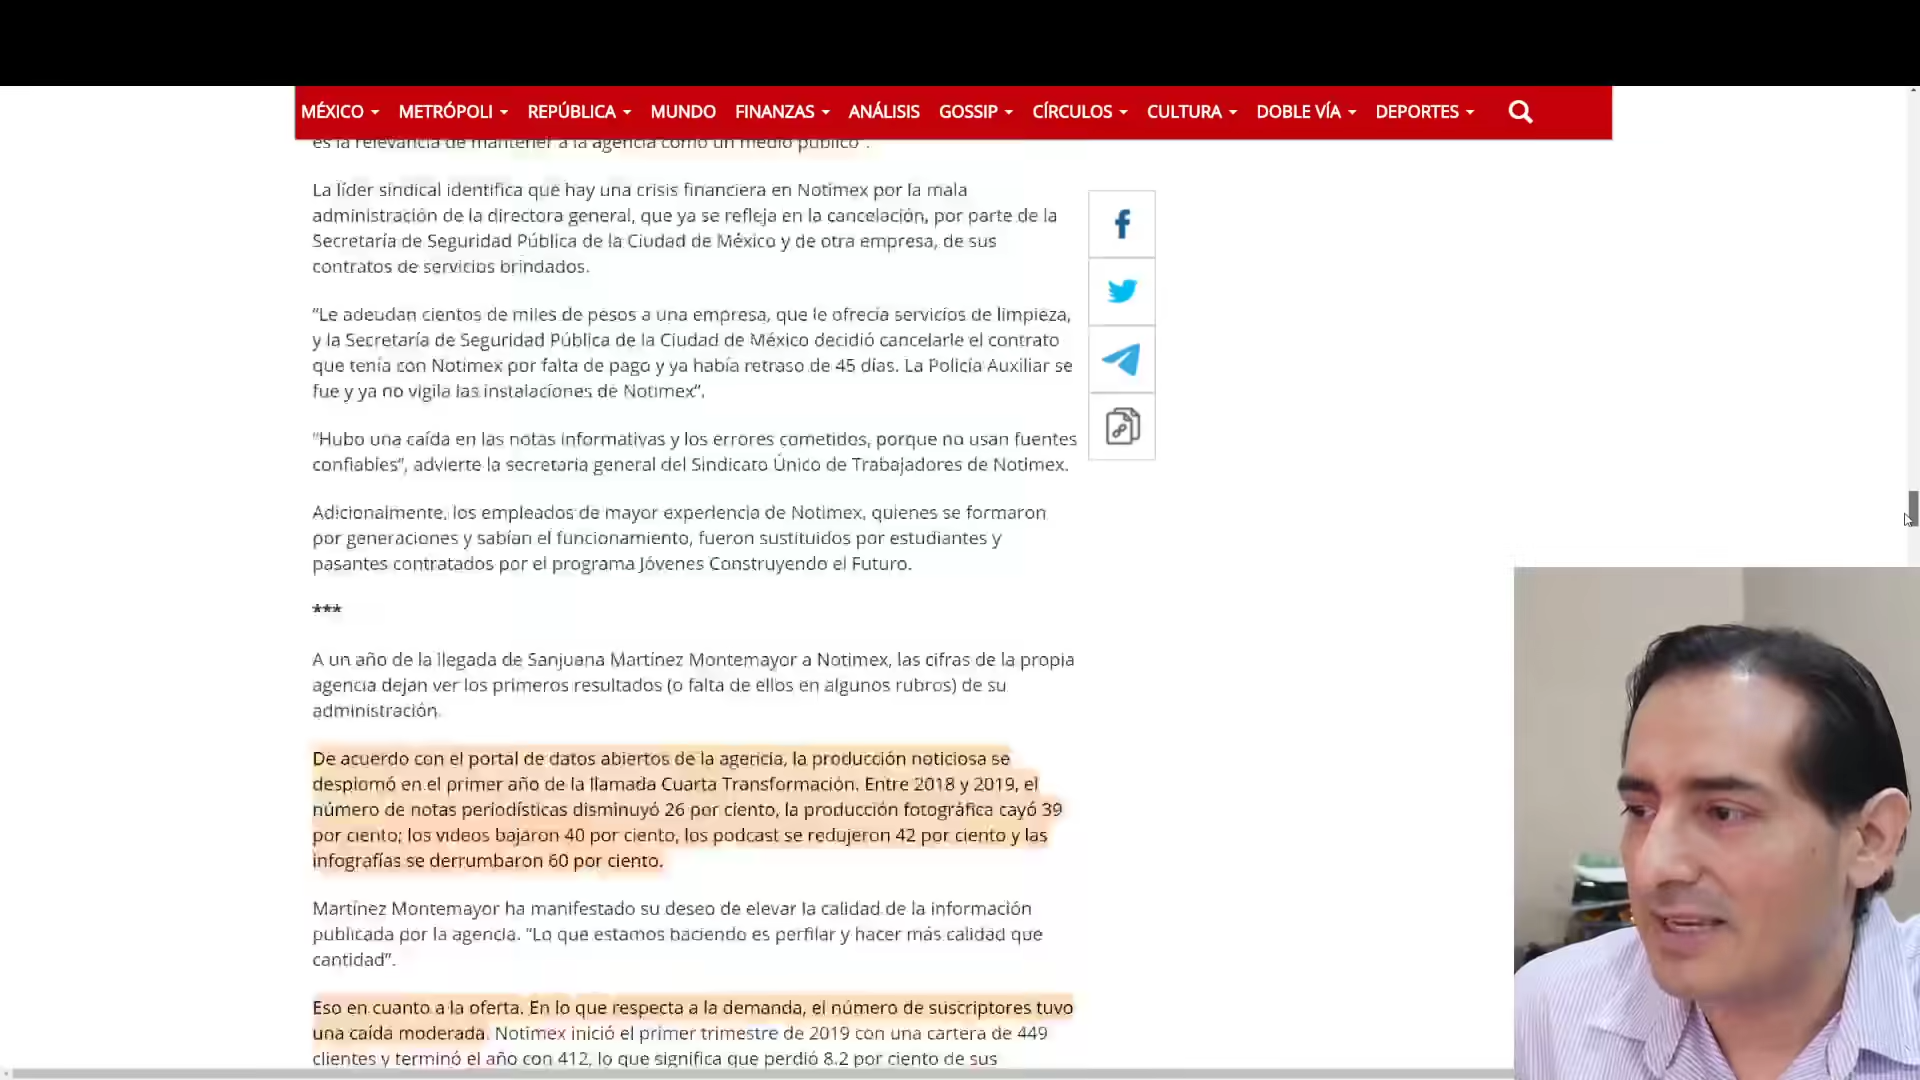 MÉXICO METRÓPOLI REPÚBLICA MUNDO FINANZAS ANÁLISIS GOSSIP CÍRCULOS CULTURA DOBLE VÍA DEPORTES
es la relevancia de mantener a la agencia como un medio público”.
La líder sindical identifica que hay una crisis financiera en Notimex por la mala
administración de la directora general, que ya se refleja en la cancelación, por parte de la
Secretaría de Seguridad Pública de la Ciudad de México y de otra empresa, de sus
contratos de servicios brindados.
“Le adeudan cientos de miles de pesos a una empresa, que le ofrecía servicios de limpieza,
y la Secretaría de Seguridad Pública de la Ciudad de México decidió cancelarle el contrato
que tenía con Notimex por falta de pago y ya había retraso de 45 días. La Policía Auxiliar se
fue y ya no vigila las instalaciones de Notimex”.
“Hubo una caída en las notas informativas y los errores cometidos, porque no usan fuentes
confiables”, advierte la secretaria general del Sindicato Único de Trabajadores de Notimex.
Adicionalmente, los empleados de mayor experiencia de Notimex, quienes se formaron
por generaciones y sabían el funcionamiento, fueron sustituidos por estudiantes y
pasantes contratados por el programa Jóvenes Construyendo el Futuro.
***
A un año de la llegada de Sanjuana Martínez Montemayor a Notimex, las cifras de la propia
agencia dejan ver los primeros resultados (o falta de ellos en algunos rubros) de su
administración.
De acuerdo con el portal de datos abiertos de la agencia, la producción noticiosa se
desplomó en el primer año de la llamada Cuarta Transformación. Entre 2018 y 2019, el
número de notas periodísticas disminuyó 26 por ciento, la producción fotográfica cayó 39
por ciento; los videos bajaron 40 por ciento, los podcast se redujeron 42 por ciento y las
infografías se derrumbaron 60 por ciento.
Martínez Montemayor ha manifestado su deseo de elevar la calidad de la información
publicada por la agencia. “Lo que estamos haciendo es perfilar y hacer más calidad que
cantidad”.
Eso en cuanto a la oferta. En lo que respecta a la demanda, el número de suscriptores tuvo
una caída moderada. Notimex inició el primer trimestre de 2019 con una cartera de 449
clientes y terminó el año con 412, lo que significa que perdió 8.2 por ciento de sus